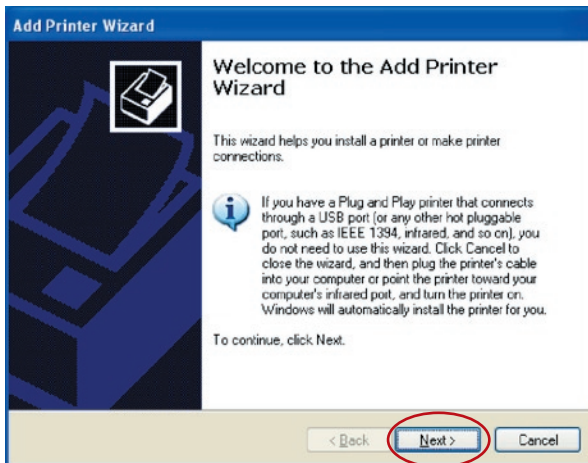 Add Printer Wizard
Welcome to the Add Printer
Wizard
This wizard helps you install a printer or make printer
connections.
If you have a Plug and Play printer that connects
through a USB port (or any other hot pluggable
port, such as IEEE 1394, infrared, and so on), you
do not need to use this wizard. Click Cancel to
close the wizard, and then plug the printer's cable
into your computer or point the printer toward your
computer's infrared port, and turn the printer on.
Windows will automatically install the printer for you.
To continue, click Next.
< Back Next > Cancel